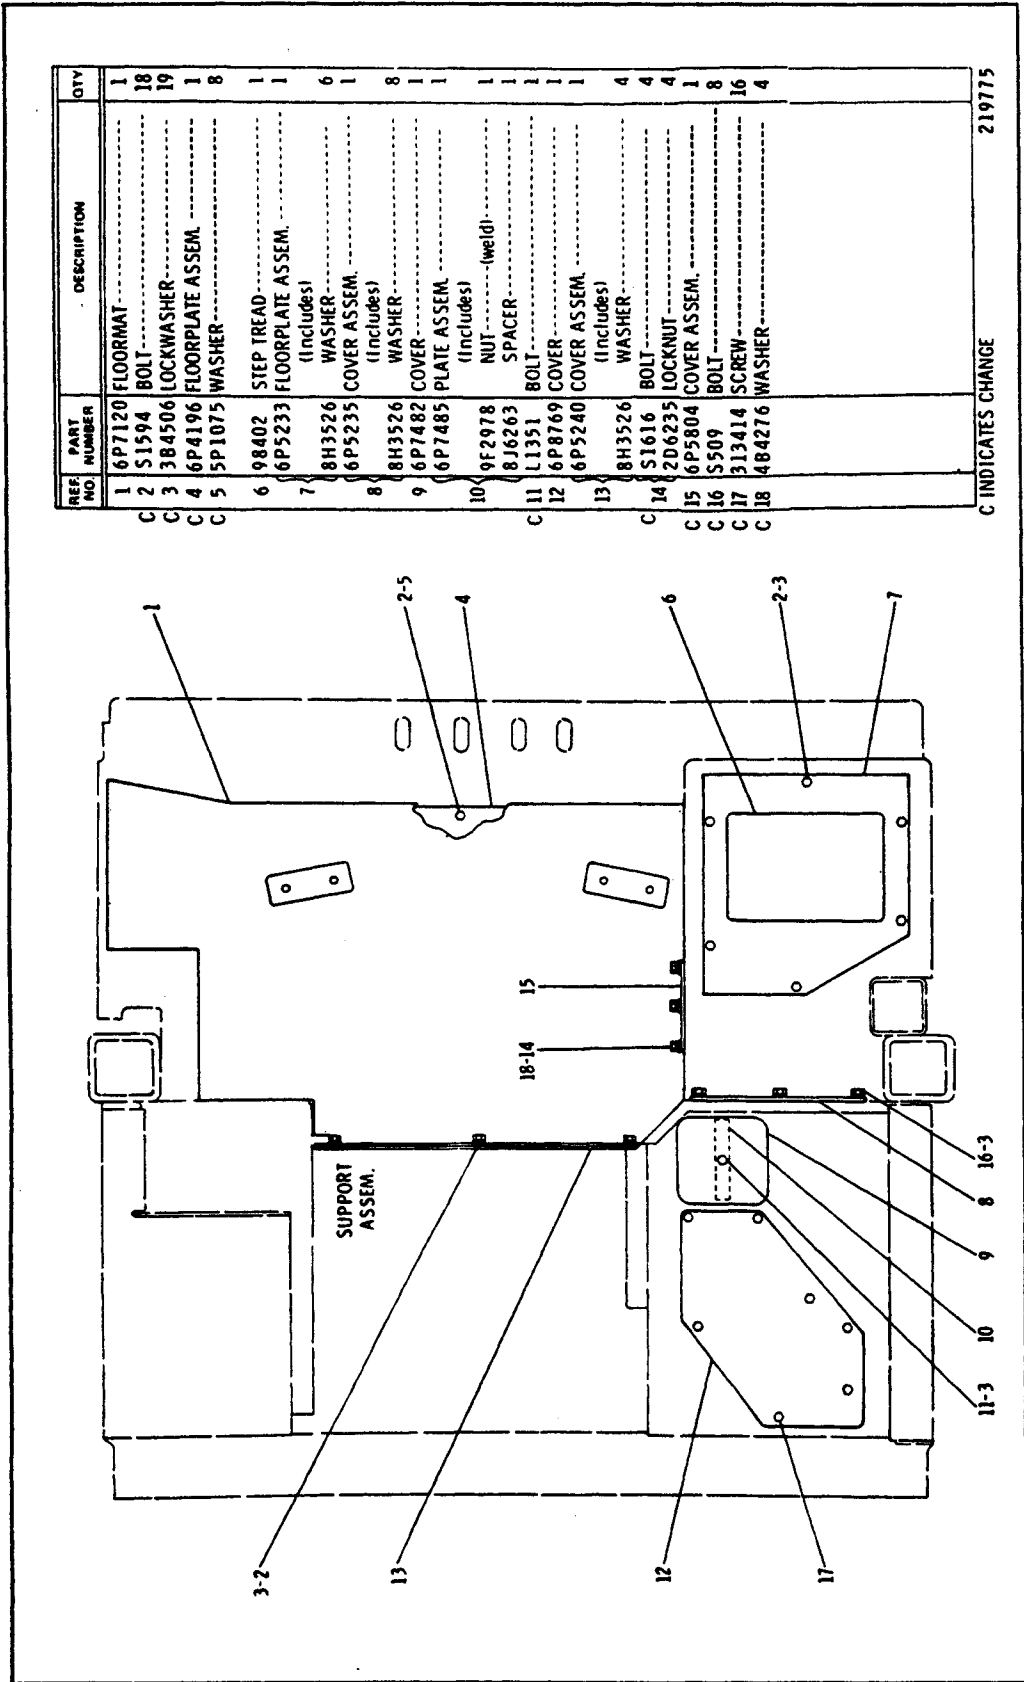 REF. NO. PART NUMBER DESCRIPTION QTY
1 6P7120 FLOORMAT 1
C 2 S1594 BOLT 18
C 3 3B4506 LOCKWASHER 19
C 4 6P4196 FLOORPLATE ASSEM. 1
C 5 5P1075 WASHER 8
6 9B402 STEP TREAD 1
7 6P5233 FLOORPLATE ASSEM. 1
(Includes)
8H3526 WASHER 6
8 6P5235 COVER ASSEM. 1
(Includes)
8H3526 WASHER 8
9 6P7482 COVER 1
10 6P7485 PLATE ASSEM. 1
(Includes)
9F2978 NUT (weld) 1
8J6263 SPACER 1
C 11 L1351 BOLT 1
12 6P8769 COVER 1
13 6P5240 COVER ASSEM. 1
(Includes)
8H3526 WASHER 4
C 14 S1616 BOLT 4
2D6235 LOCKNUT 4
C 15 6P5804 COVER ASSEM. 1
C 16 S509 BOLT 8
C 17 313414 SCREW 16
C 18 4B4276 WASHER 4
C INDICATES CHANGE 219775
1
2-5
4
6
2-3
7
15
18-14
SUPPORT
ASSEM.
3-2
13
12
17
11-3
10
9
8
16-3